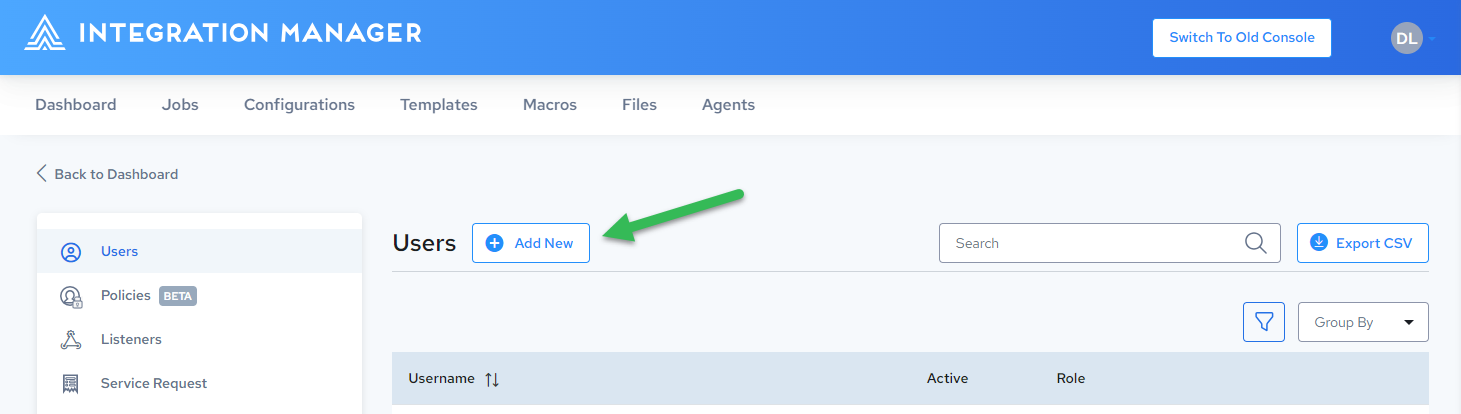 INTEGRATION MANAGER
Switch To Old Console
DL
Dashboard Jobs Configurations Templates Macros Files Agents
Back to Dashboard
Users
Policies BETA
Listeners
Service Request
Users Add New Search Export CSV
Group By
Username Active Role